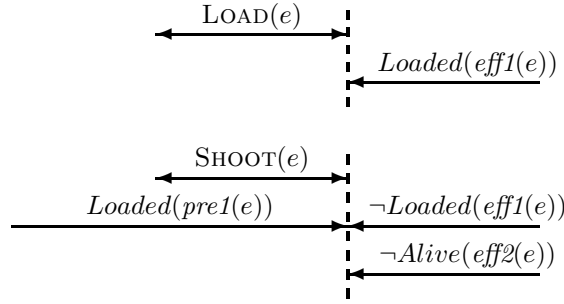 LOAD(e)
Loaded(eff1(e))
SHOOT(e)
Loaded(pre1(e)) ¬Loaded(eff1(e))
¬Alive(eff2(e))